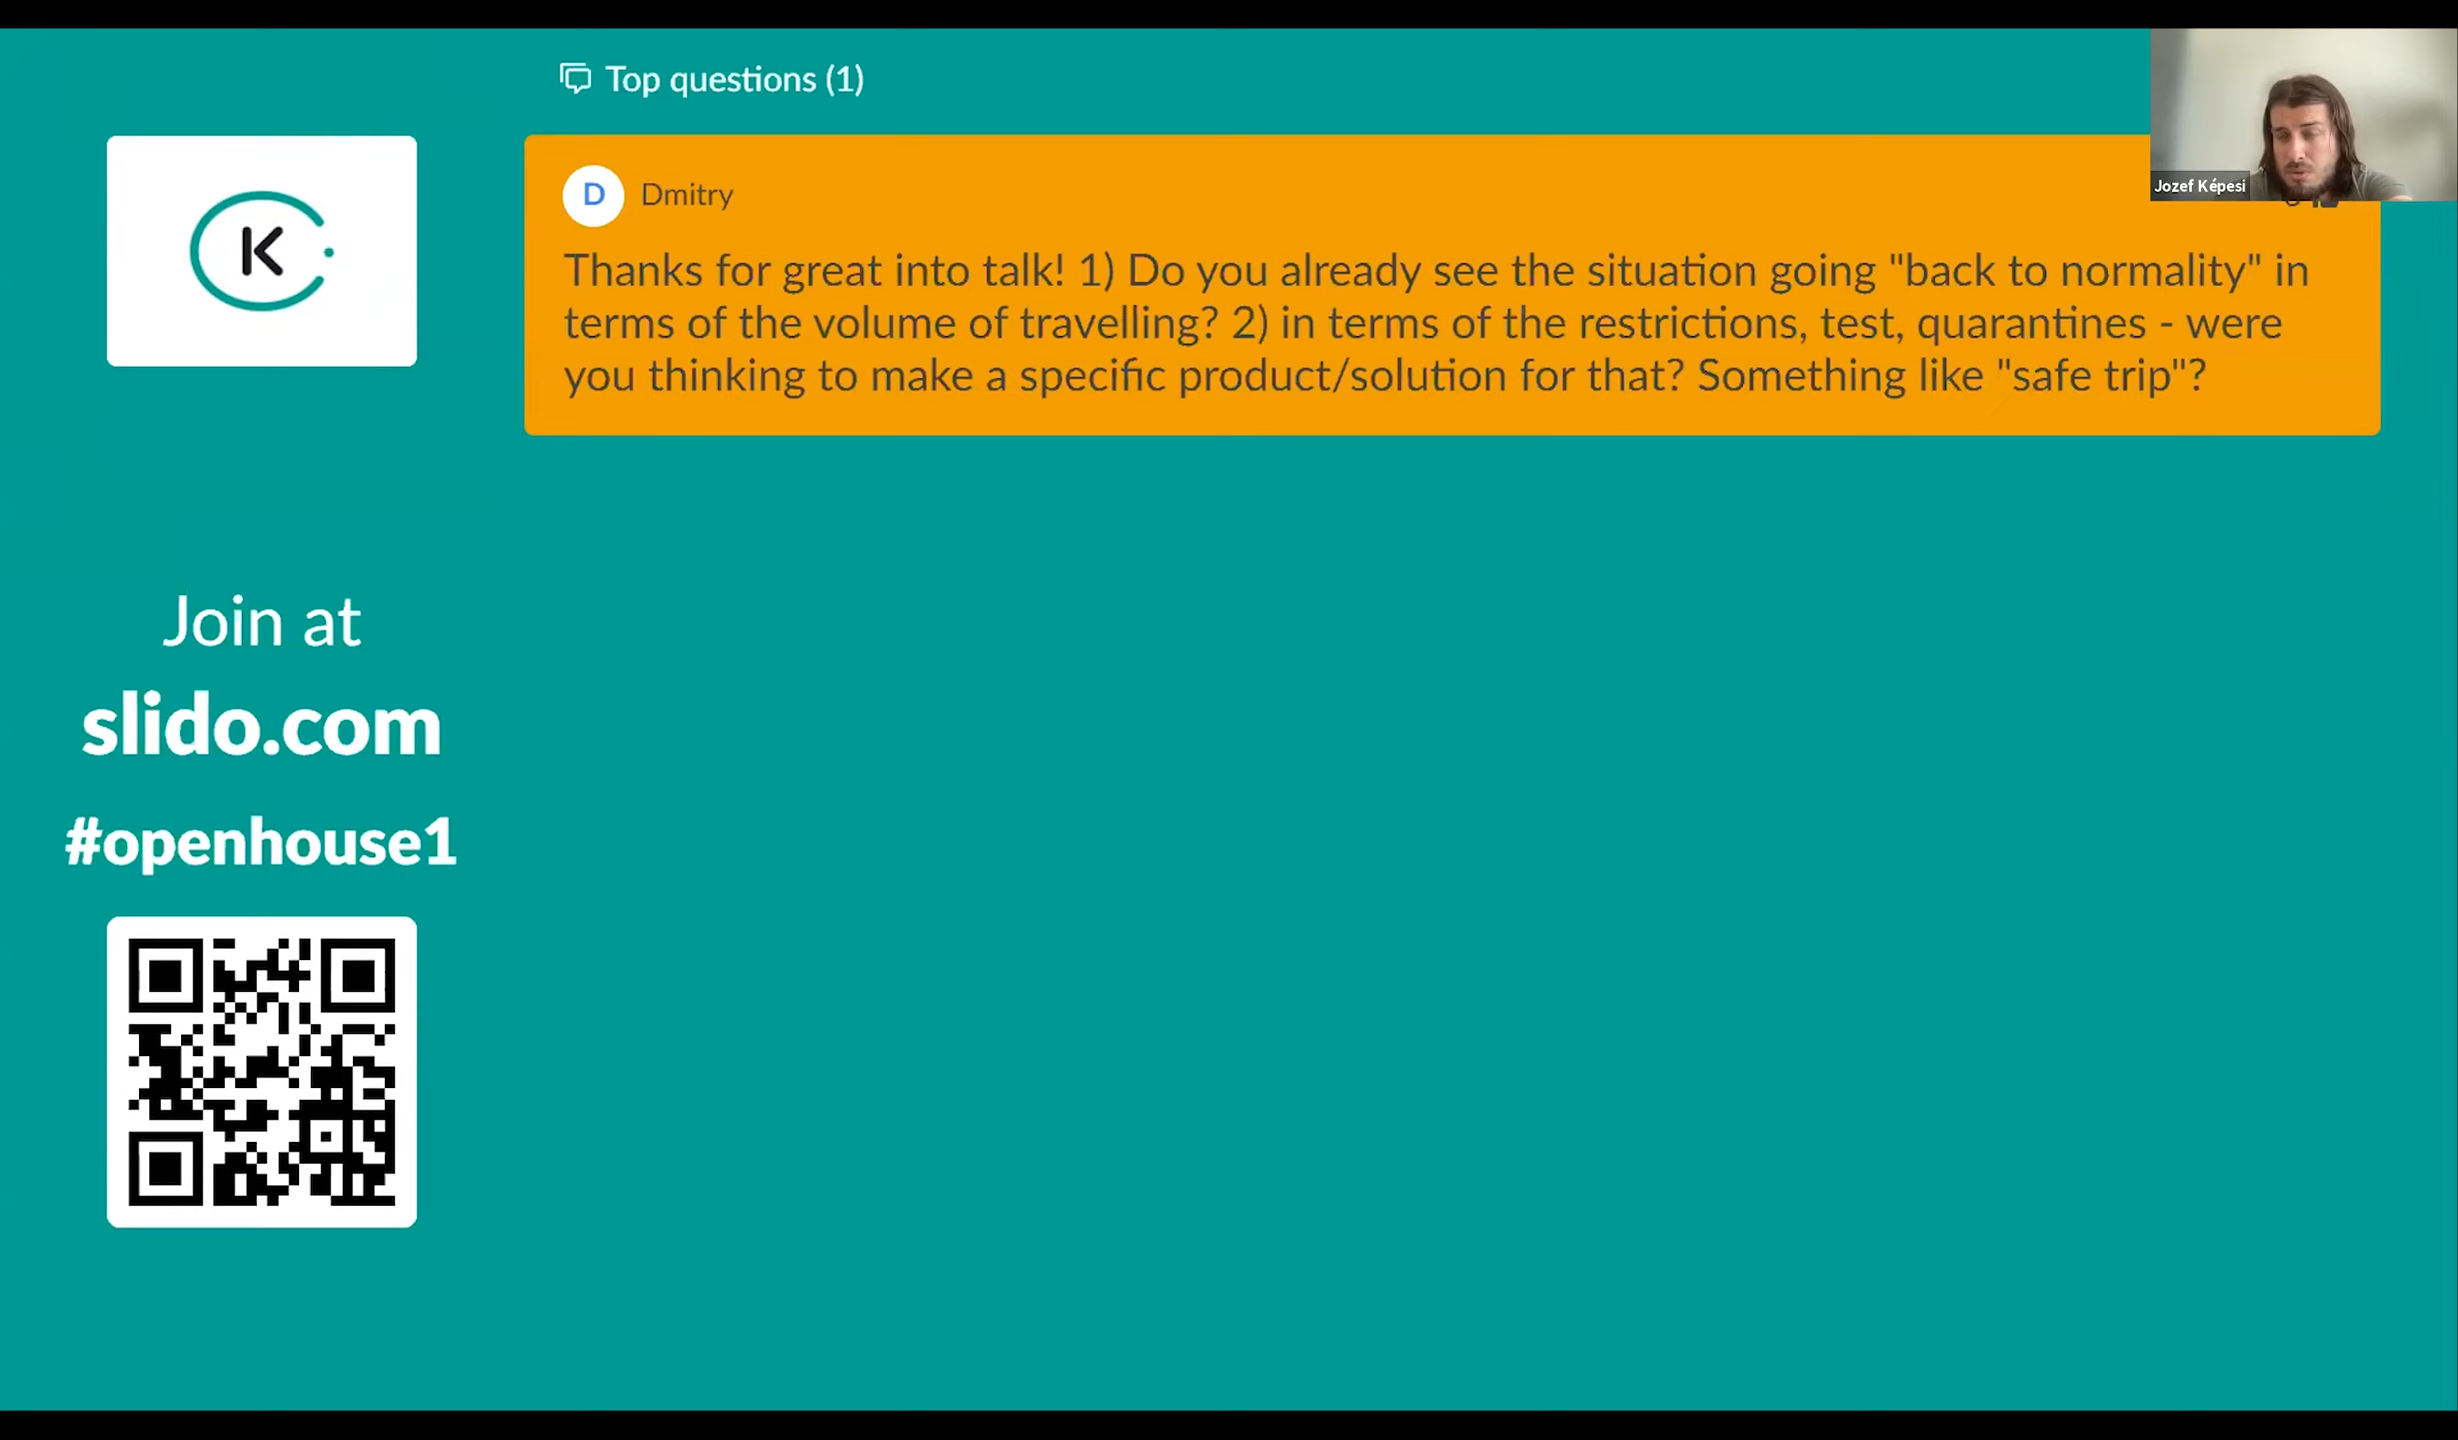 Top questions (1)
K
D
Dmitry
Thanks for great into talk! 1) Do you already see the situation going "back to normality" in
terms of the volume of travelling? 2) in terms of the restrictions, test, quarantines - were
you thinking to make a specific product/solution for that? Something like "safe trip"?
Jozef Képesi
Join at
slido.com
#openhouse1